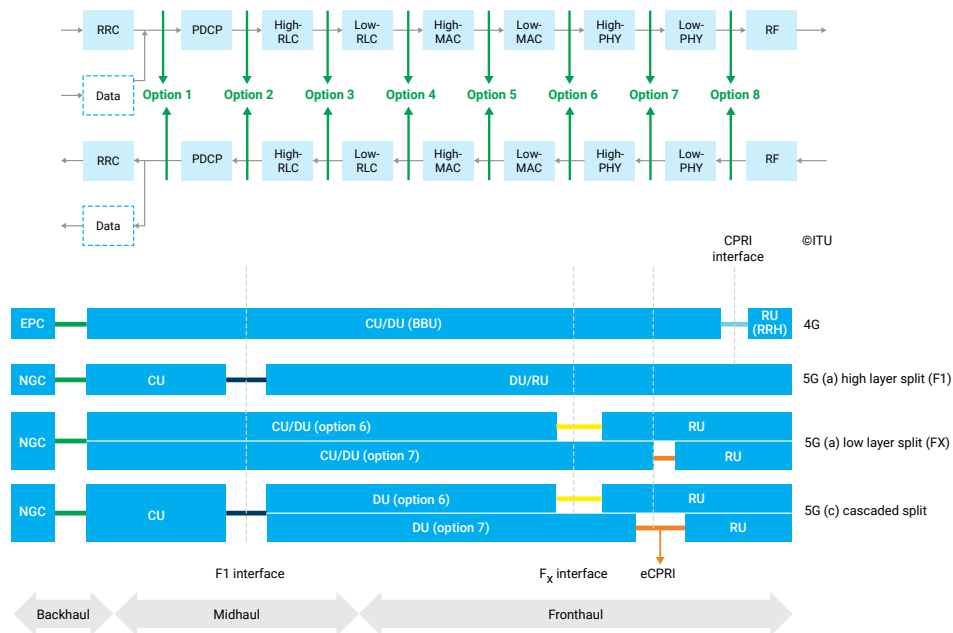 RRC
PDCP
High-
RLC
Low-
RLC
High-
MAC
Low-
MAC
High-
PHY
Low-
PHY
RF
Data
Option 1
Option 2
Option 3
Option 4
Option 5
Option 6
Option 7
Option 8
RRC
PDCP
High-
RLC
Low-
RLC
High-
MAC
Low-
MAC
High-
PHY
Low-
PHY
RF
Data
CPRI
interface
©ITU
EPC
CU/DU (BBU)
RU
(RRH)
4G
NGC
CU
DU/RU
5G (a) high layer split (F1)
NGC
CU/DU (option 6)
RU
CU/DU (option 7)
RU
5G (a) low layer split (FX)
NGC
CU
DU (option 6)
RU
DU (option 7)
RU
5G (c) cascaded split
F1 interface
Fx interface
eCPRI
Backhaul
Midhaul
Fronthaul